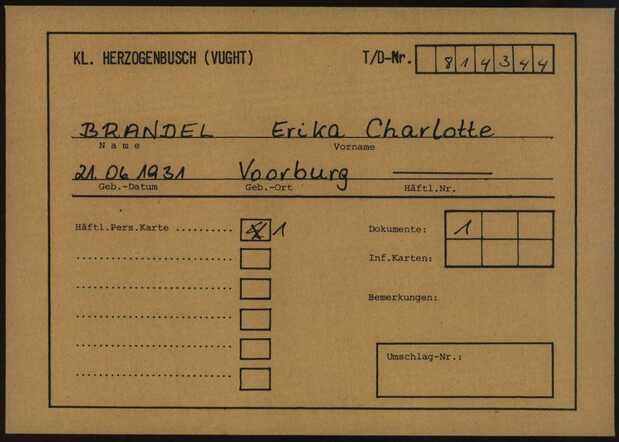 KL. HERZOGENBUSCH (VUGHT) T/D-Nr. 814344
BRANDEL Erika Charlotte
Name Vorname
21.06.1931 Voorburg
Geb.-Datum Geb.-Ort Häftl.Nr.
Häftl.Pers.Karte .......... 1 Dokumente: 1
Inf.Karten:
Bemerkungen:
Umschlag-Nr.: